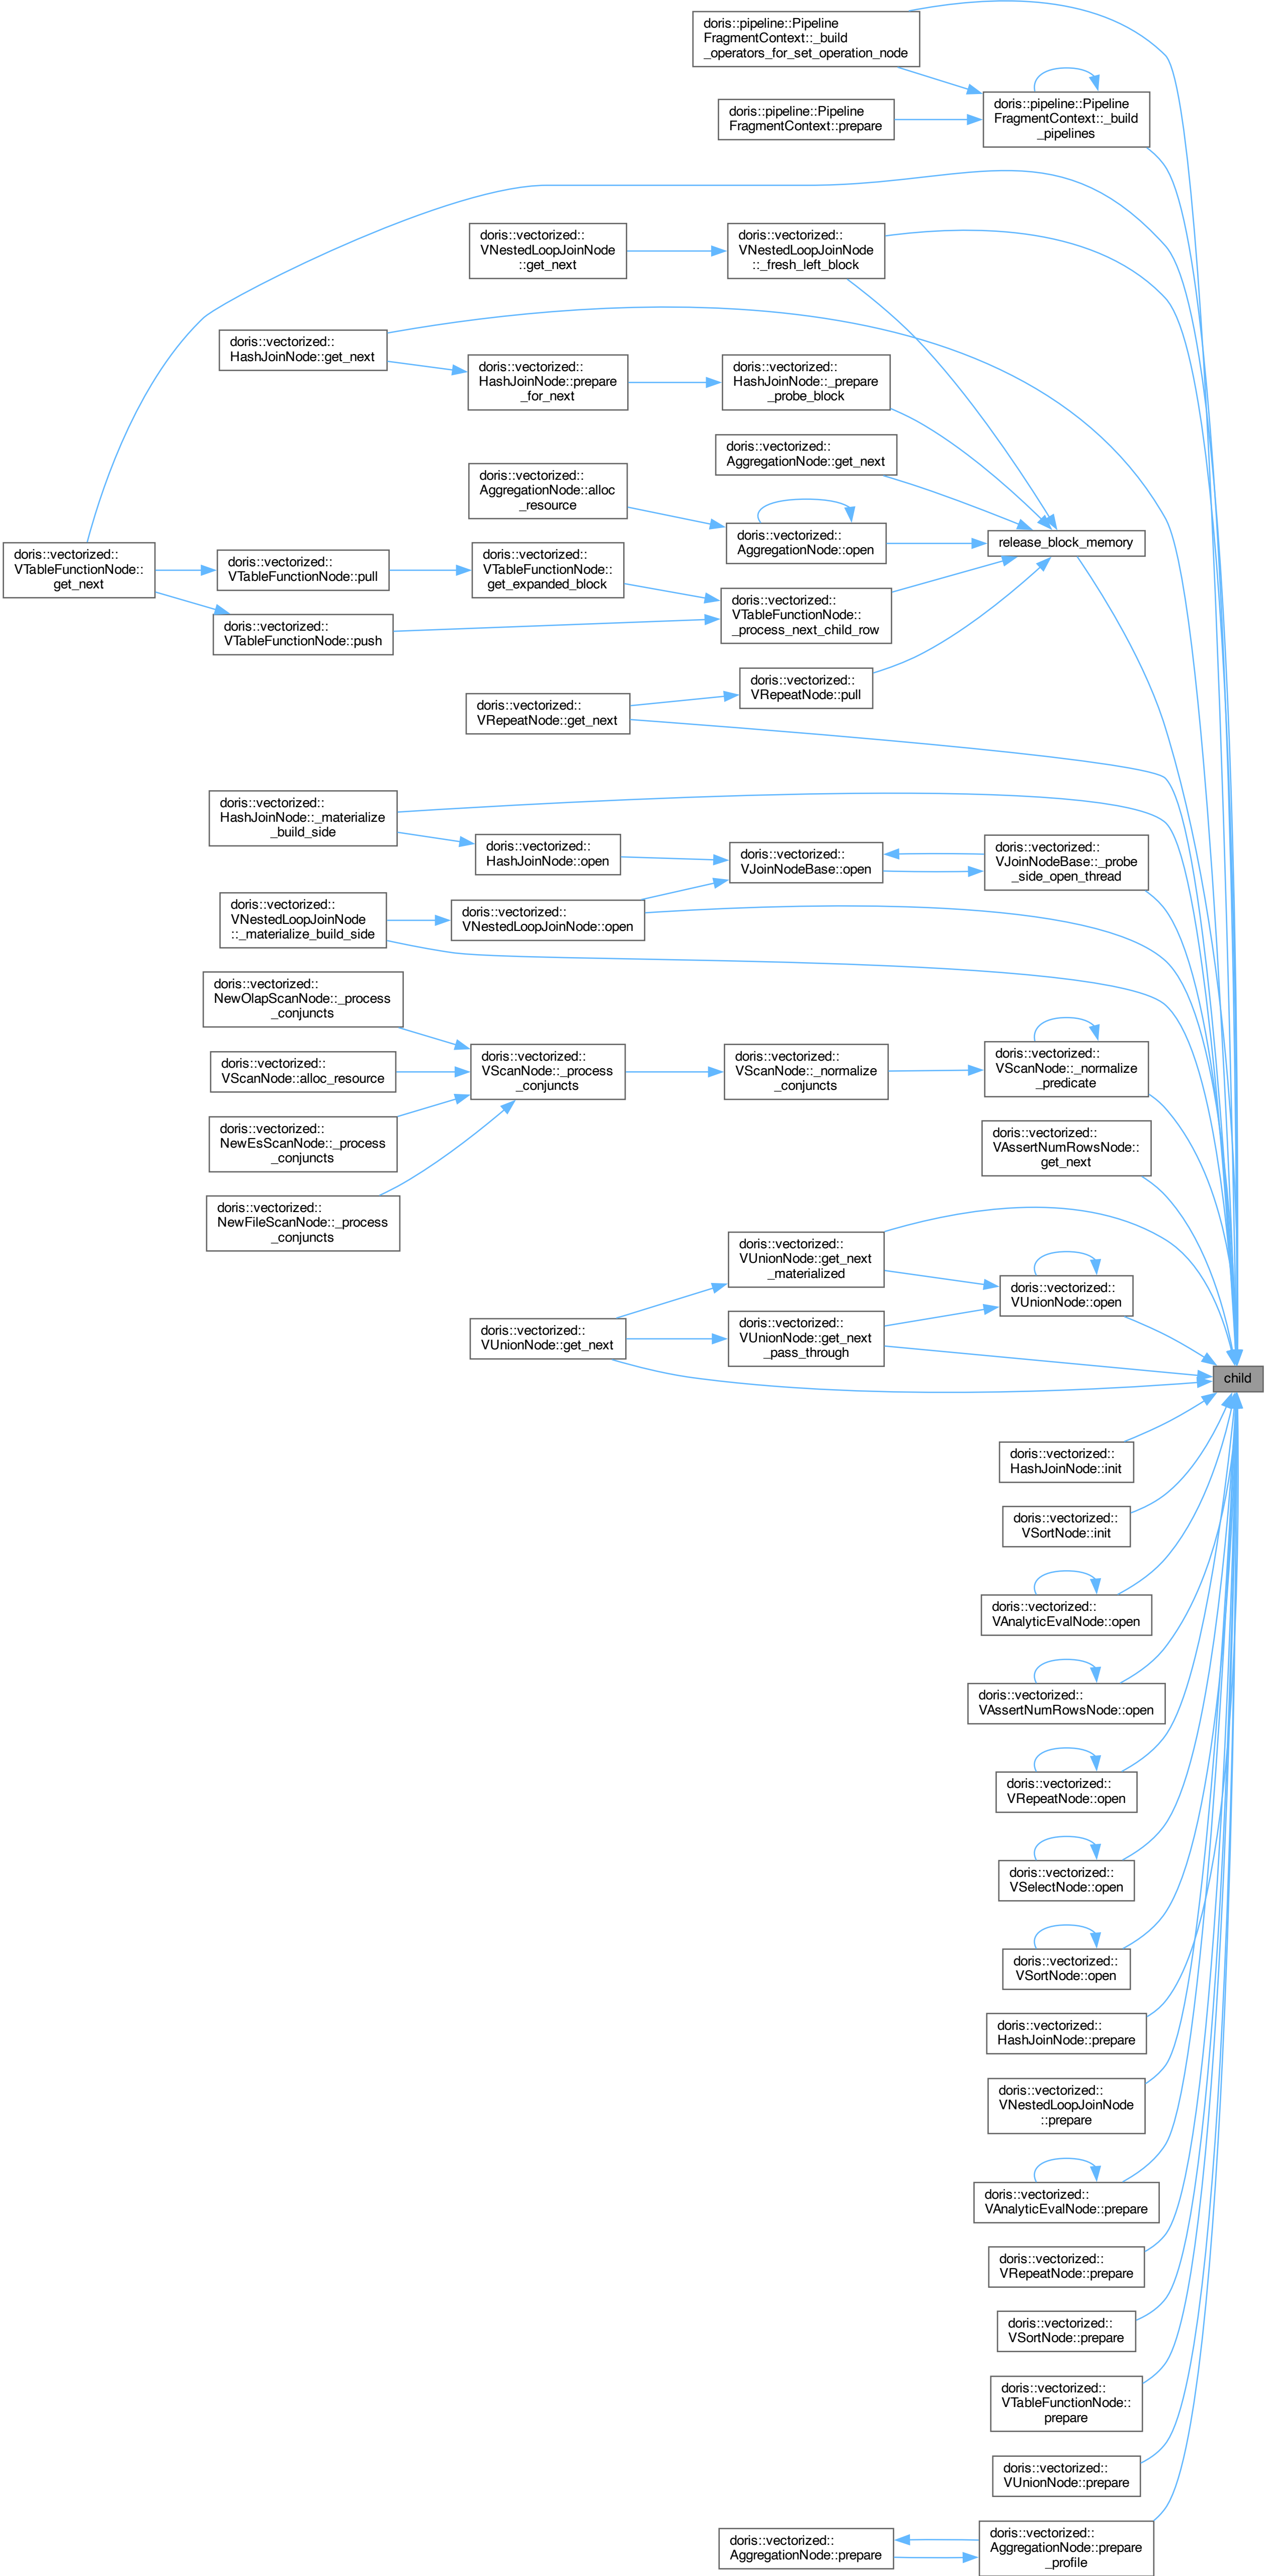 doris::pipeline::Pipeline
FragmentContext::_build
_operators_for_set_operation_node
doris::pipeline::Pipeline
FragmentContext::_build
_pipelines
doris::pipeline::Pipeline
FragmentContext::prepare
doris::vectorized::
VNestedLoopJoinNode
::get_next
doris::vectorized::
VNestedLoopJoinNode
::_fresh_left_block
doris::vectorized::
HashJoinNode::get_next
doris::vectorized::
HashJoinNode::prepare
_for_next
doris::vectorized::
HashJoinNode::_prepare
_probe_block
doris::vectorized::
AggregationNode::get_next
doris::vectorized::
AggregationNode::alloc
_resource
doris::vectorized::
AggregationNode::open
release_block_memory
doris::vectorized::
VTableFunctionNode::
get_next
doris::vectorized::
VTableFunctionNode::pull
doris::vectorized::
VTableFunctionNode::
get_expanded_block
doris::vectorized::
VTableFunctionNode::
_process_next_child_row
doris::vectorized::
VTableFunctionNode::push
doris::vectorized::
VRepeatNode::pull
doris::vectorized::
VRepeatNode::get_next
doris::vectorized::
HashJoinNode::_materialize
_build_side
doris::vectorized::
HashJoinNode::open
doris::vectorized::
VJoinNodeBase::open
doris::vectorized::
VJoinNodeBase::_probe
_side_open_thread
doris::vectorized::
VNestedLoopJoinNode
::_materialize_build_side
doris::vectorized::
VNestedLoopJoinNode::open
doris::vectorized::
NewOlapScanNode::_process
_conjuncts
doris::vectorized::
VScanNode::alloc_resource
doris::vectorized::
VScanNode::_process
_conjuncts
doris::vectorized::
VScanNode::_normalize
_conjuncts
doris::vectorized::
VScanNode::_normalize
_predicate
doris::vectorized::
NewEsScanNode::_process
_conjuncts
doris::vectorized::
VAssertNumRowsNode::
get_next
doris::vectorized::
NewFileScanNode::_process
_conjuncts
doris::vectorized::
VUnionNode::get_next
_materialized
doris::vectorized::
VUnionNode::open
doris::vectorized::
VUnionNode::get_next
doris::vectorized::
VUnionNode::get_next
_pass_through
child
doris::vectorized::
HashJoinNode::init
doris::vectorized::
VSortNode::init
doris::vectorized::
VAnalyticEvalNode::open
doris::vectorized::
VAssertNumRowsNode::open
doris::vectorized::
VRepeatNode::open
doris::vectorized::
VSelectNode::open
doris::vectorized::
VSortNode::open
doris::vectorized::
HashJoinNode::prepare
doris::vectorized::
VNestedLoopJoinNode
::prepare
doris::vectorized::
VAnalyticEvalNode::prepare
doris::vectorized::
VRepeatNode::prepare
doris::vectorized::
VSortNode::prepare
doris::vectorized::
VTableFunctionNode::
prepare
doris::vectorized::
VUnionNode::prepare
doris::vectorized::
AggregationNode::prepare
doris::vectorized::
AggregationNode::prepare
_profile